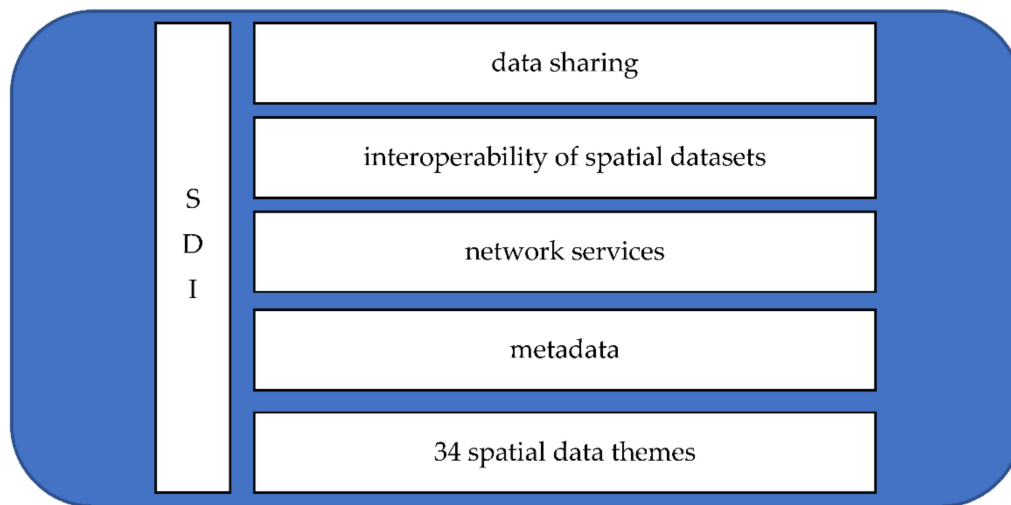 S
D
I
data sharing
interoperability of spatial datasets
network services
metadata
34 spatial data themes